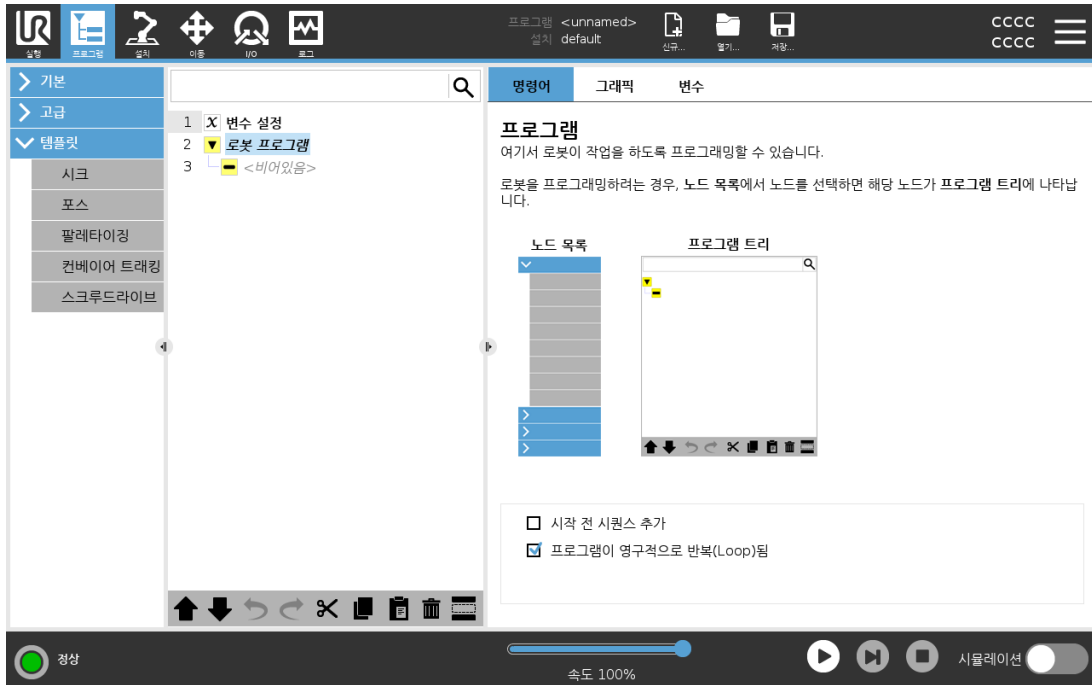 프로그램 <unnamed>
설치 default
CCCC
CCCC
실행
프로그램
설치
이동
I/O
로그
신규...
열기...
저장...
기본
고급
템플릿
시크
포스
팔레타이징
컨베이어 트래킹
스크루드라이브
1 x 변수 설정
2 로봇 프로그램
3 <비어있음>
명령어 그래픽 변수
프로그램
여기서 로봇이 작업을 하도록 프로그래밍할 수 있습니다.
로봇을 프로그래밍하려는 경우, 노드 목록에서 노드를 선택하면 해당 노드가 프로그램 트리에 나타납
니다.
노드 목록
프로그램 트리
시작 전 시퀀스 추가
프로그램이 영구적으로 반복(Loop)됨
정상
속도 100%
시뮬레이션